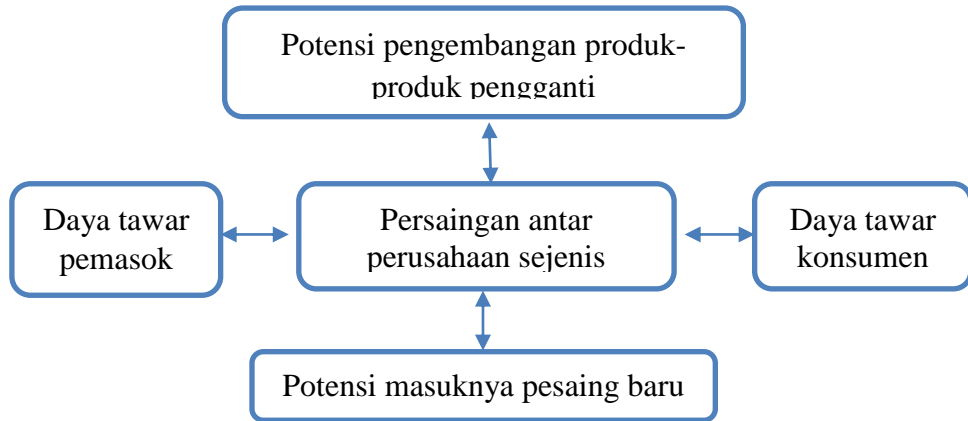 Potensi pengembangan produk-
produk pengganti
Daya tawar
pemasok
Persaingan antar
perusahaan sejenis
Daya tawar
konsumen
Potensi masuknya pesaing baru